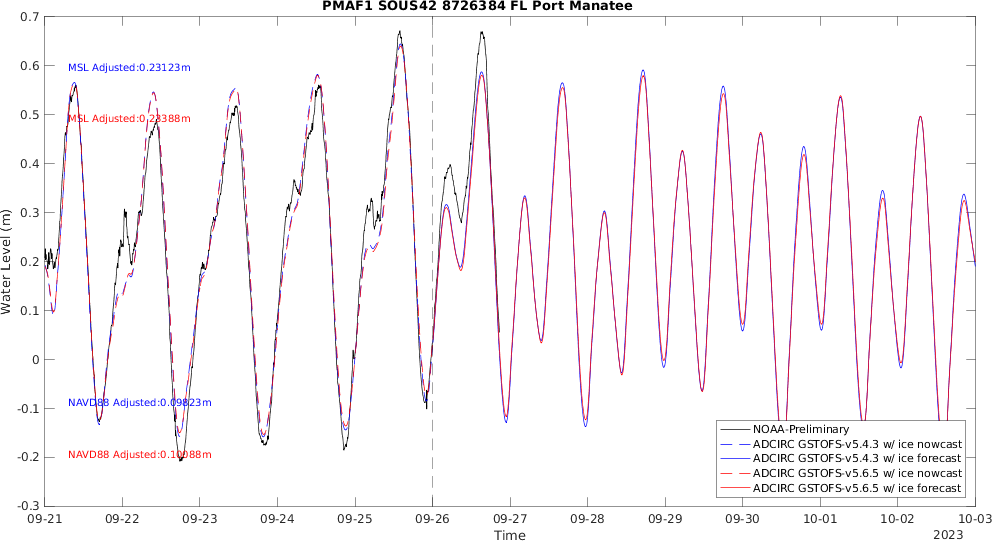 PMAF1 SOUS42 8726384 FL Port Manatee
0.7
0.6
0.5
0.4
0.3
0.2
0.1
0
-0.1
-0.2
-0.3
Water Level (m)
MSL Adjusted:0.23123m
MSL Adjusted:0.23388m
NAVD88 Adjusted:0.09823m
NAVD88 Adjusted:0.10088m
NOAA-Preliminary
ADCIRC GSTOFS-v5.4.3 w/ ice nowcast
ADCIRC GSTOFS-v5.4.3 w/ ice forecast
ADCIRC GSTOFS-v5.6.5 w/ ice nowcast
ADCIRC GSTOFS-v5.6.5 w/ ice forecast
09-21 09-22 09-23 09-24 09-25 09-26 09-27 09-28 09-29 09-30 10-01 10-02 10-03
Time
2023